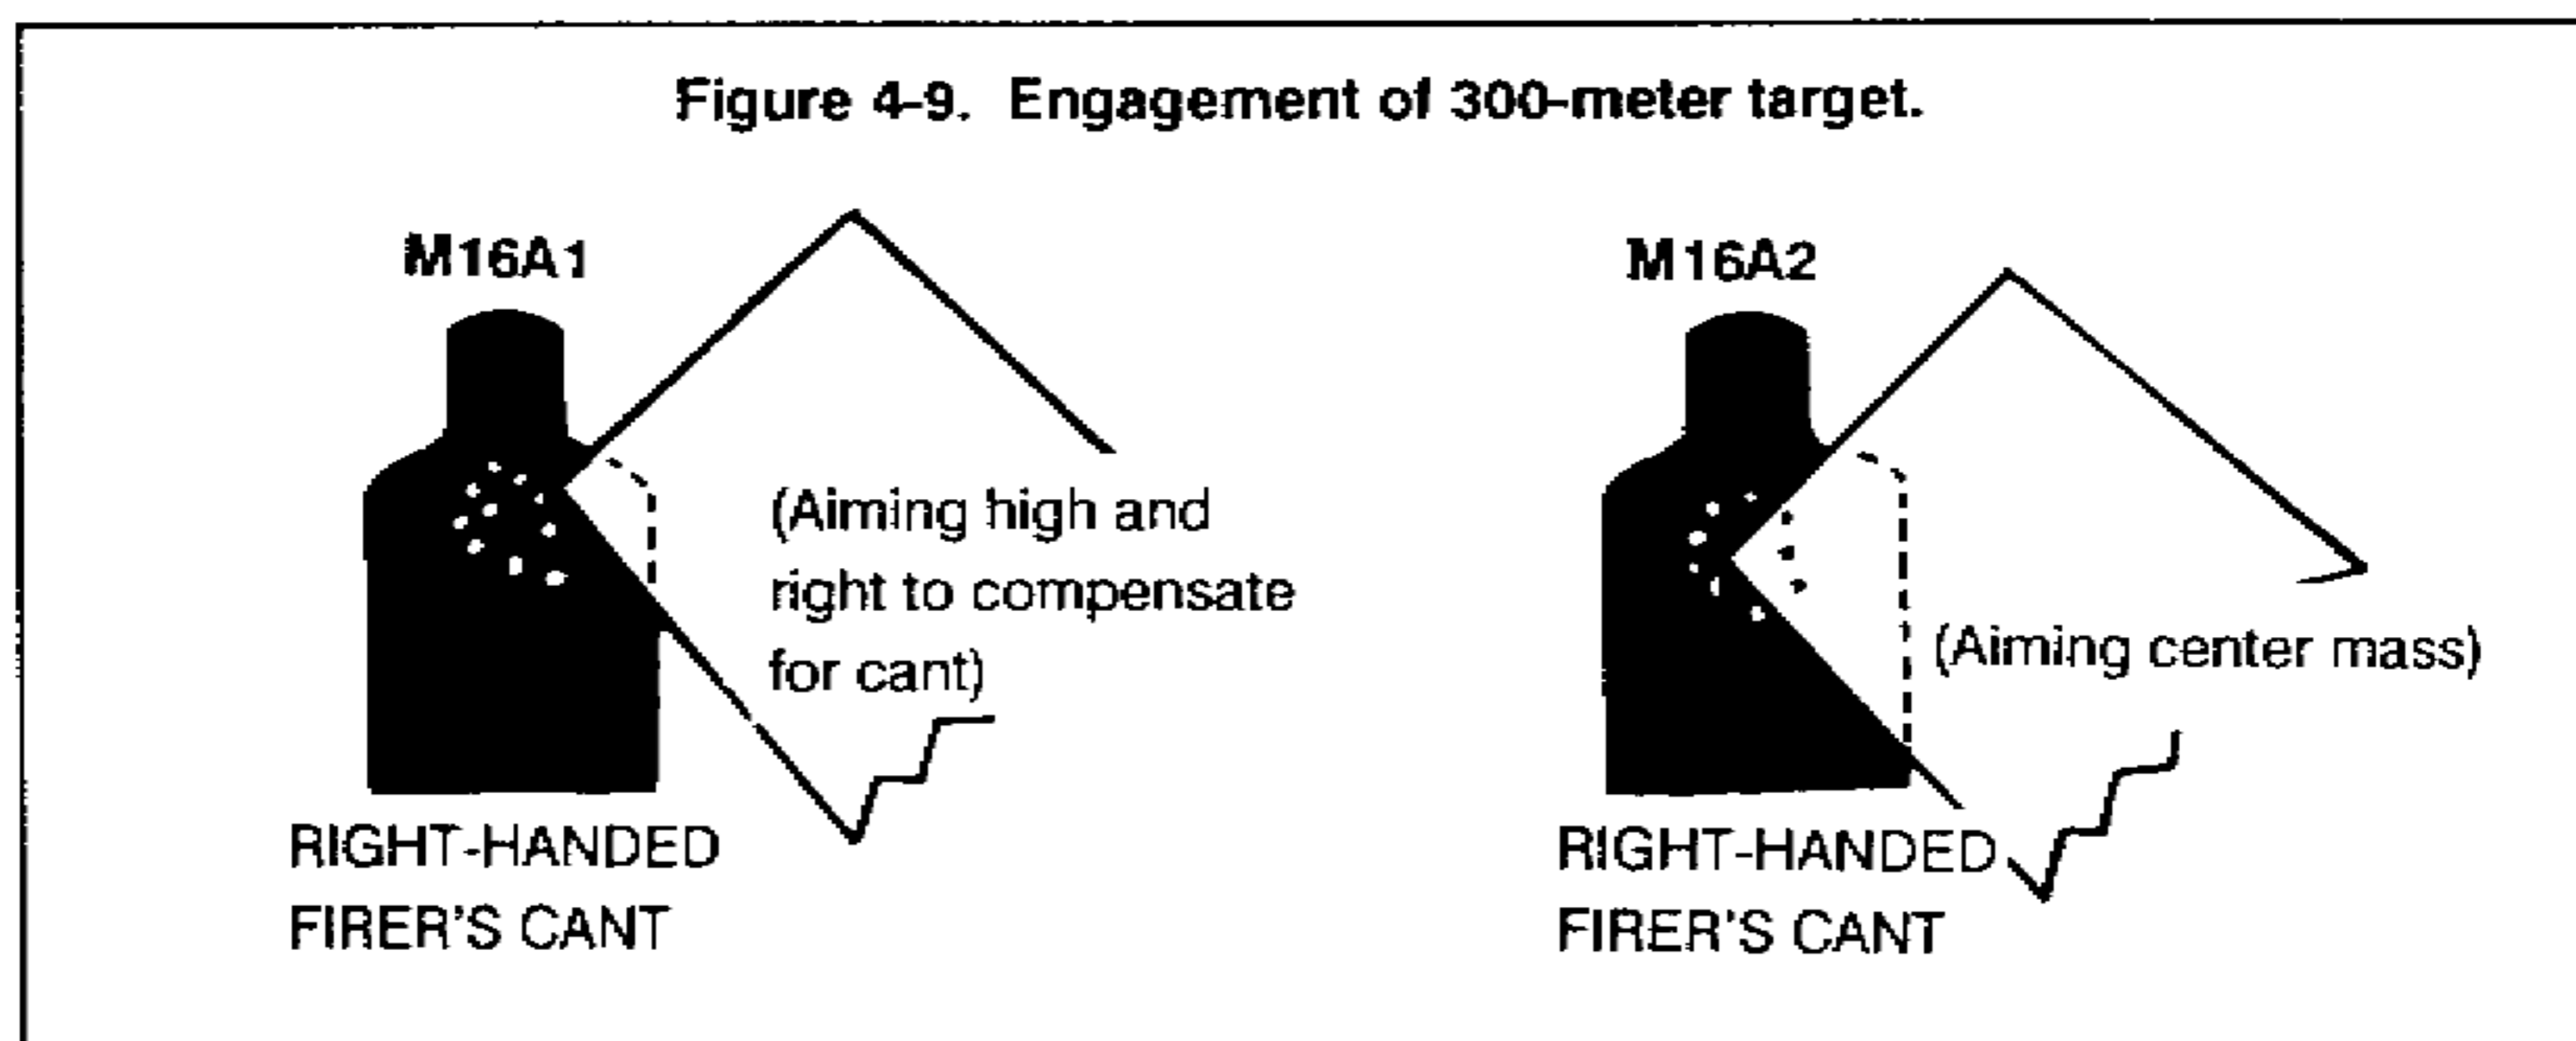 Figure 4-9. Engagement of 300-meter target.
M16A1
(Aiming high and
right to compensate
for cant)
RIGHT-HANDED
FIRER'S CANT
M16A2
(Aiming center mass)
RIGHT-HANDED
FIRER'S CANT